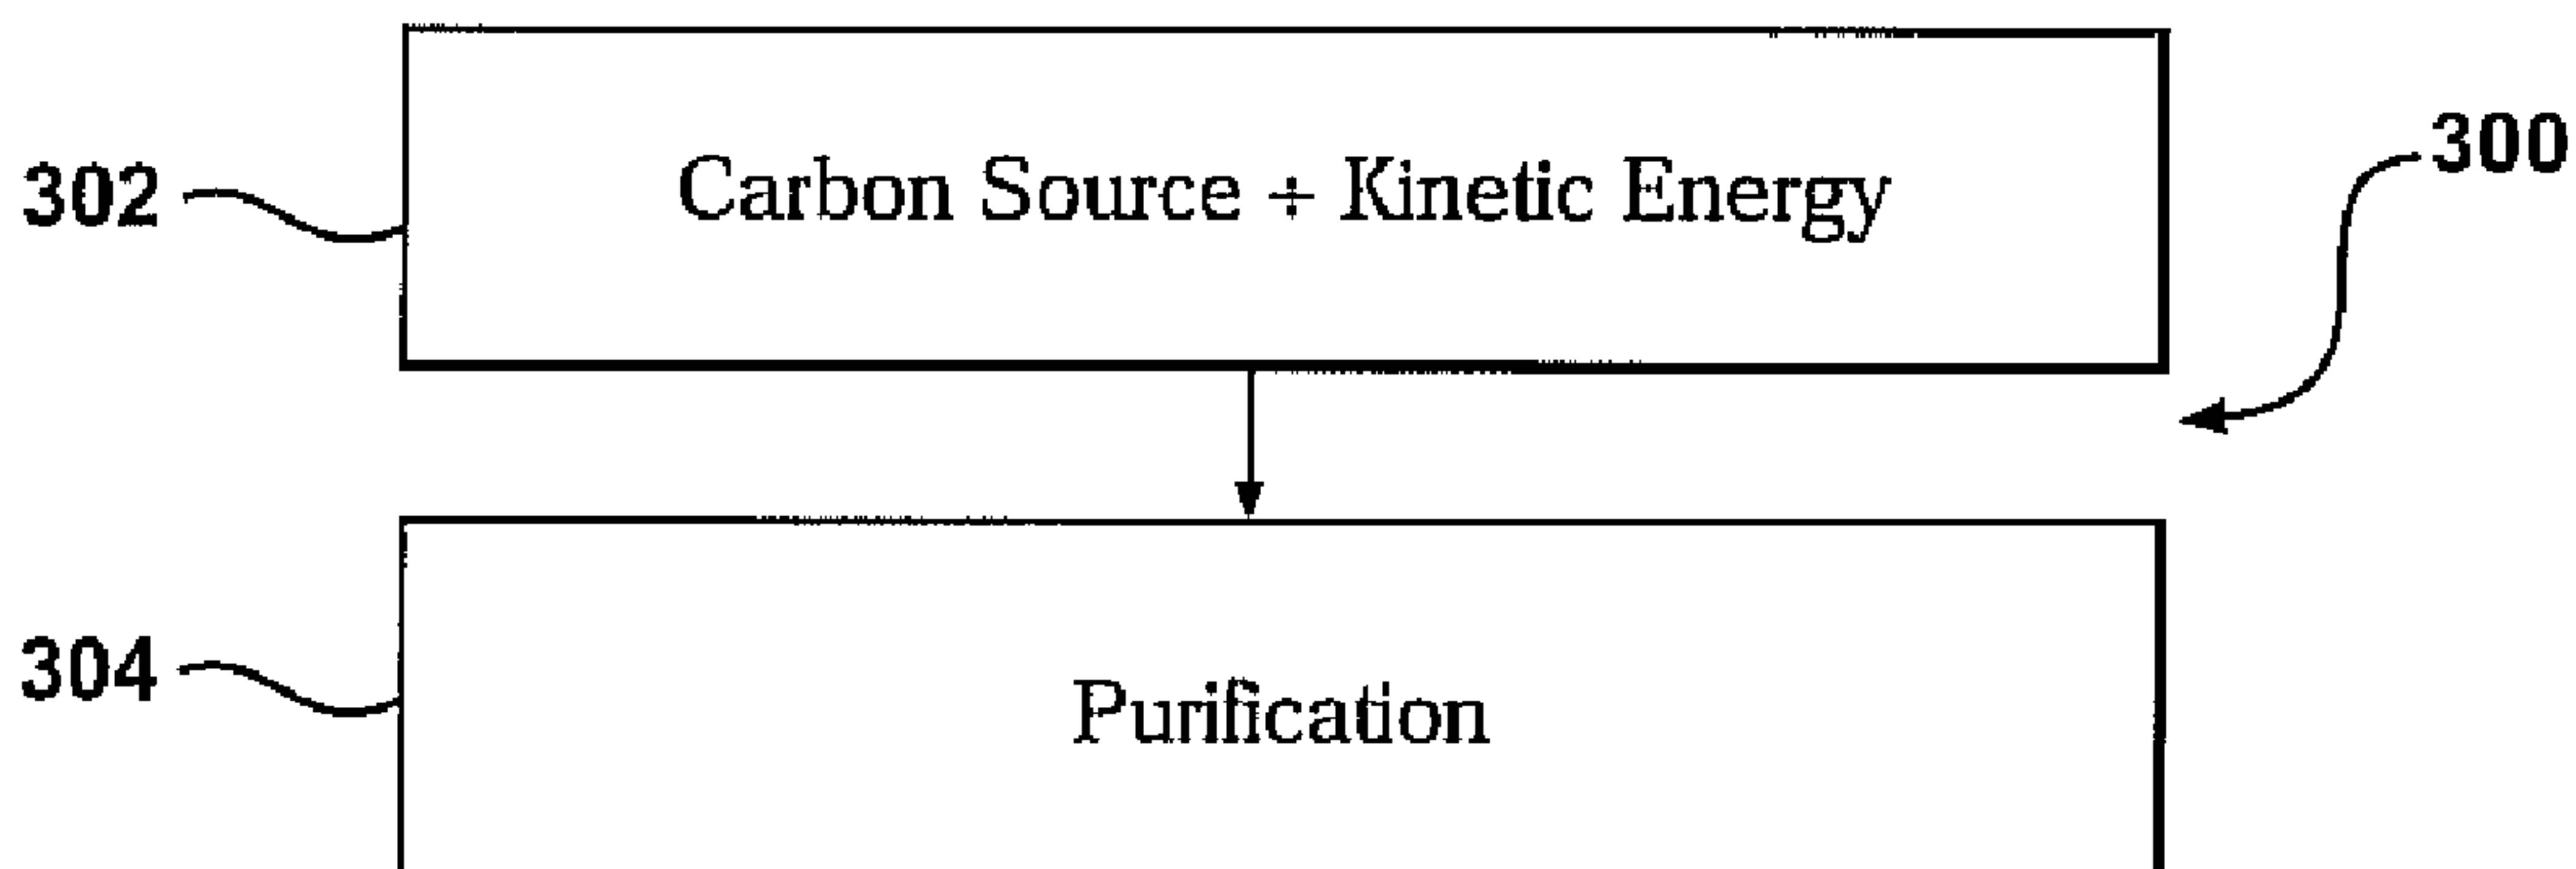 Carbon Source + Kinetic Energy
300
302
Purification
304